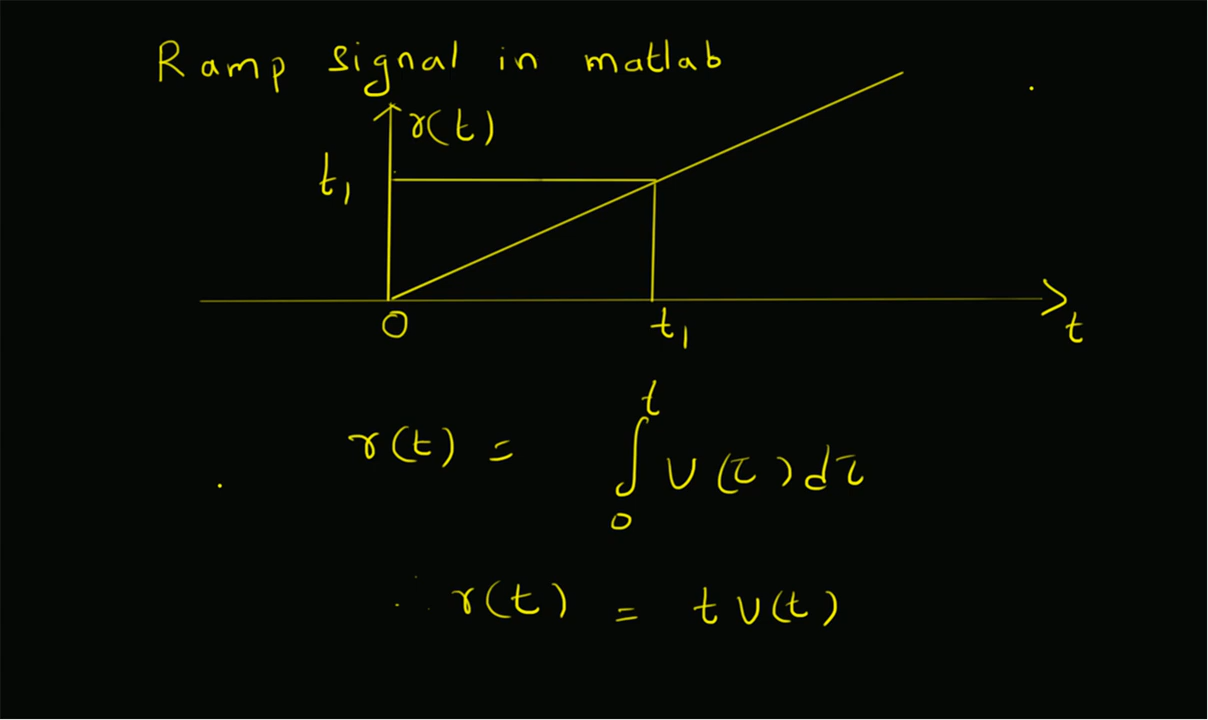 Ramp signal in matlab
r(t)
t₁
0 t₁ t
r(t) = ∫₀ᵗ U(τ)dτ
∴ r(t) = t U(t)